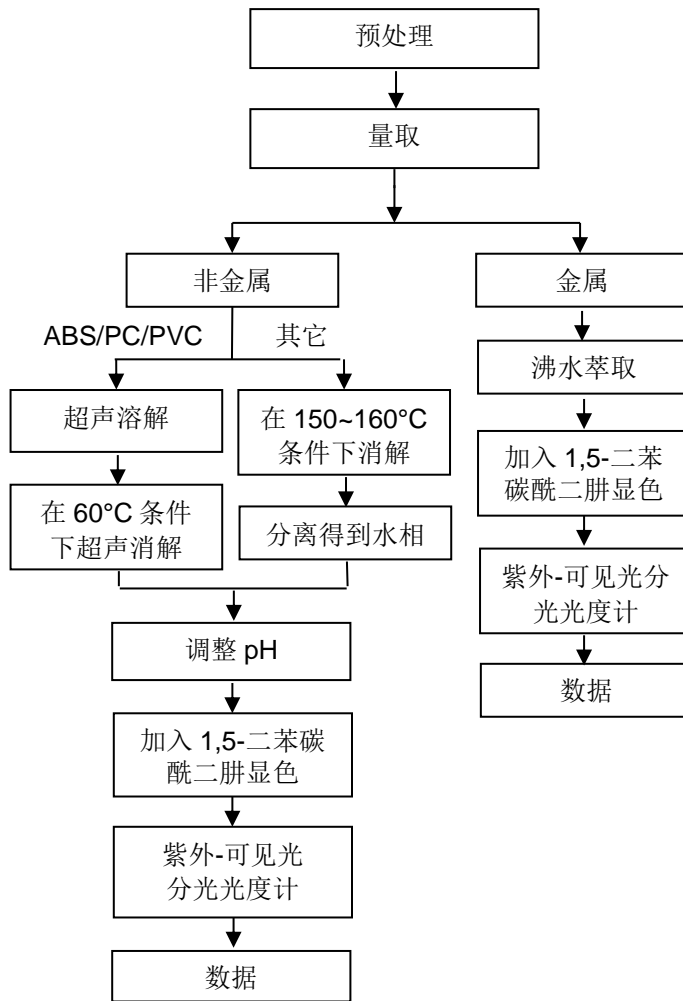 预处理
量取
非金属
金属
ABS/PC/PVC
其它
沸水萃取
超声溶解
在 150~160°C
条件下消解
加入 1,5-二苯
碳酰二肼显色
在 60°C 条件
下超声消解
分离得到水相
紫外-可见光分
光光度计
调整 pH
数据
加入 1,5-二苯碳
酰二肼显色
紫外-可见光
分光光度计
数据